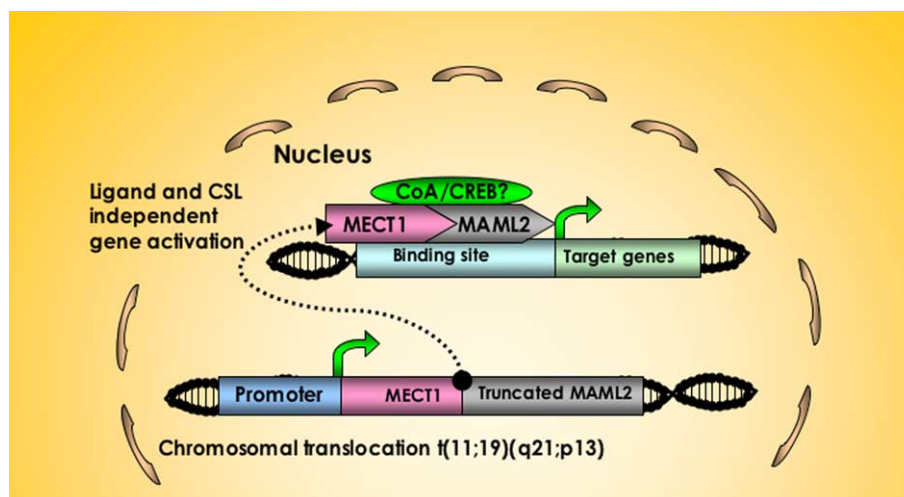 Nucleus
Ligand and CSL
independent
gene activation
CoA/CREB?
MECT1 MAML2
Binding site Target genes
Promoter MECT1 Truncated MAML2
Chromosomal translocation t(11;19)(q21;p13)